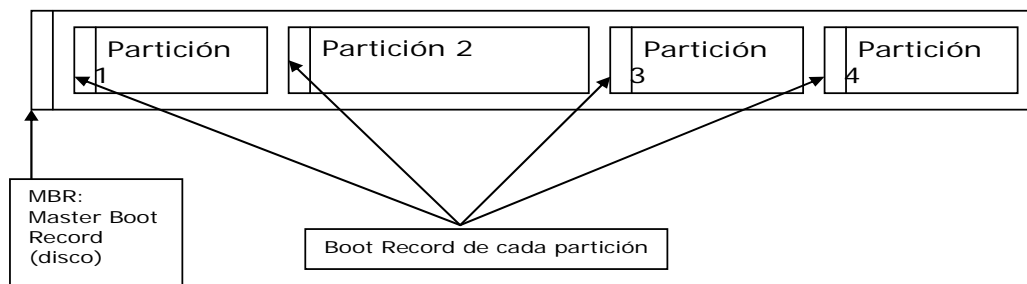 Partición
1
Partición 2
Partición
3
Partición
4
MBR:
Master Boot
Record
(disco)
Boot Record de cada partición